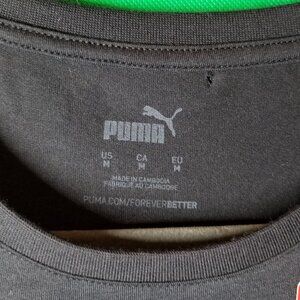 PUMA
US CA EU
M M M
MADE IN CAMBODIA
FABRIQUÉ AU CAMBODGE
PUMA.COM/FOREVERBETTER